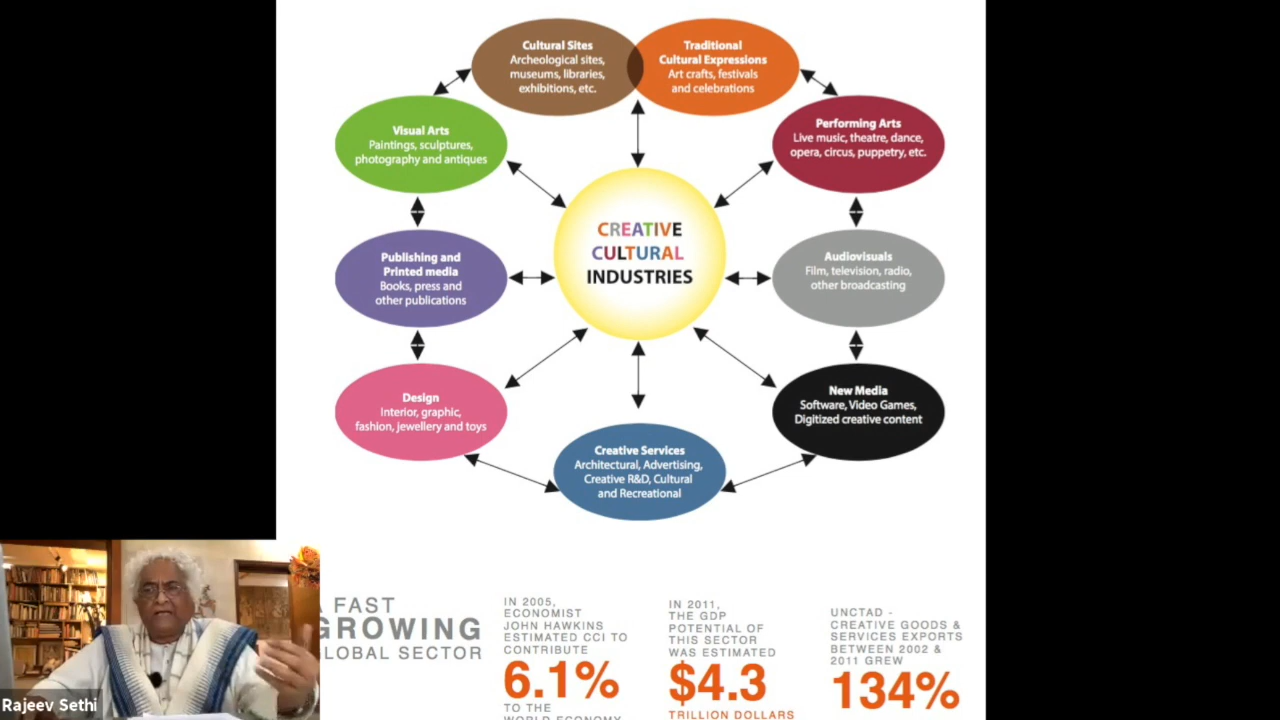 Cultural Sites
Archeological sites,
museums, libraries,
exhibitions, etc.
Traditional
Cultural Expressions
Art crafts, festivals
and celebrations
Visual Arts
Paintings, sculptures,
photography and antiques
Performing Arts
Live music, theatre, dance,
opera, circus, puppetry, etc.
CREATIVE
CULTURAL
INDUSTRIES
Publishing and
Printed media
Books, press and
other publications
Audiovisuals
Film, television, radio,
other broadcasting
Design
Interior, graphic,
fashion, jewellery and toys
New Media
Software, Video Games,
Digitized creative content
Creative Services
Architectural, Advertising,
Creative R&D, Cultural
and Recreational
FAST
GROWING
LOBAL SECTOR
IN 2005,
ECONOMIST
JOHN HAWKINS
ESTIMATED CCI TO
CONTRIBUTE
6.1%
TO THE
WORLD ECONOMY
IN 2011,
THE GDP
POTENTIAL OF
THIS SECTOR
WAS ESTIMATED
$4.3
TRILLION DOLLARS
UNCTAD -
CREATIVE GOODS &
SERVICES EXPORTS
BETWEEN 2002 &
2011 GREW
134%
Rajeev Sethi